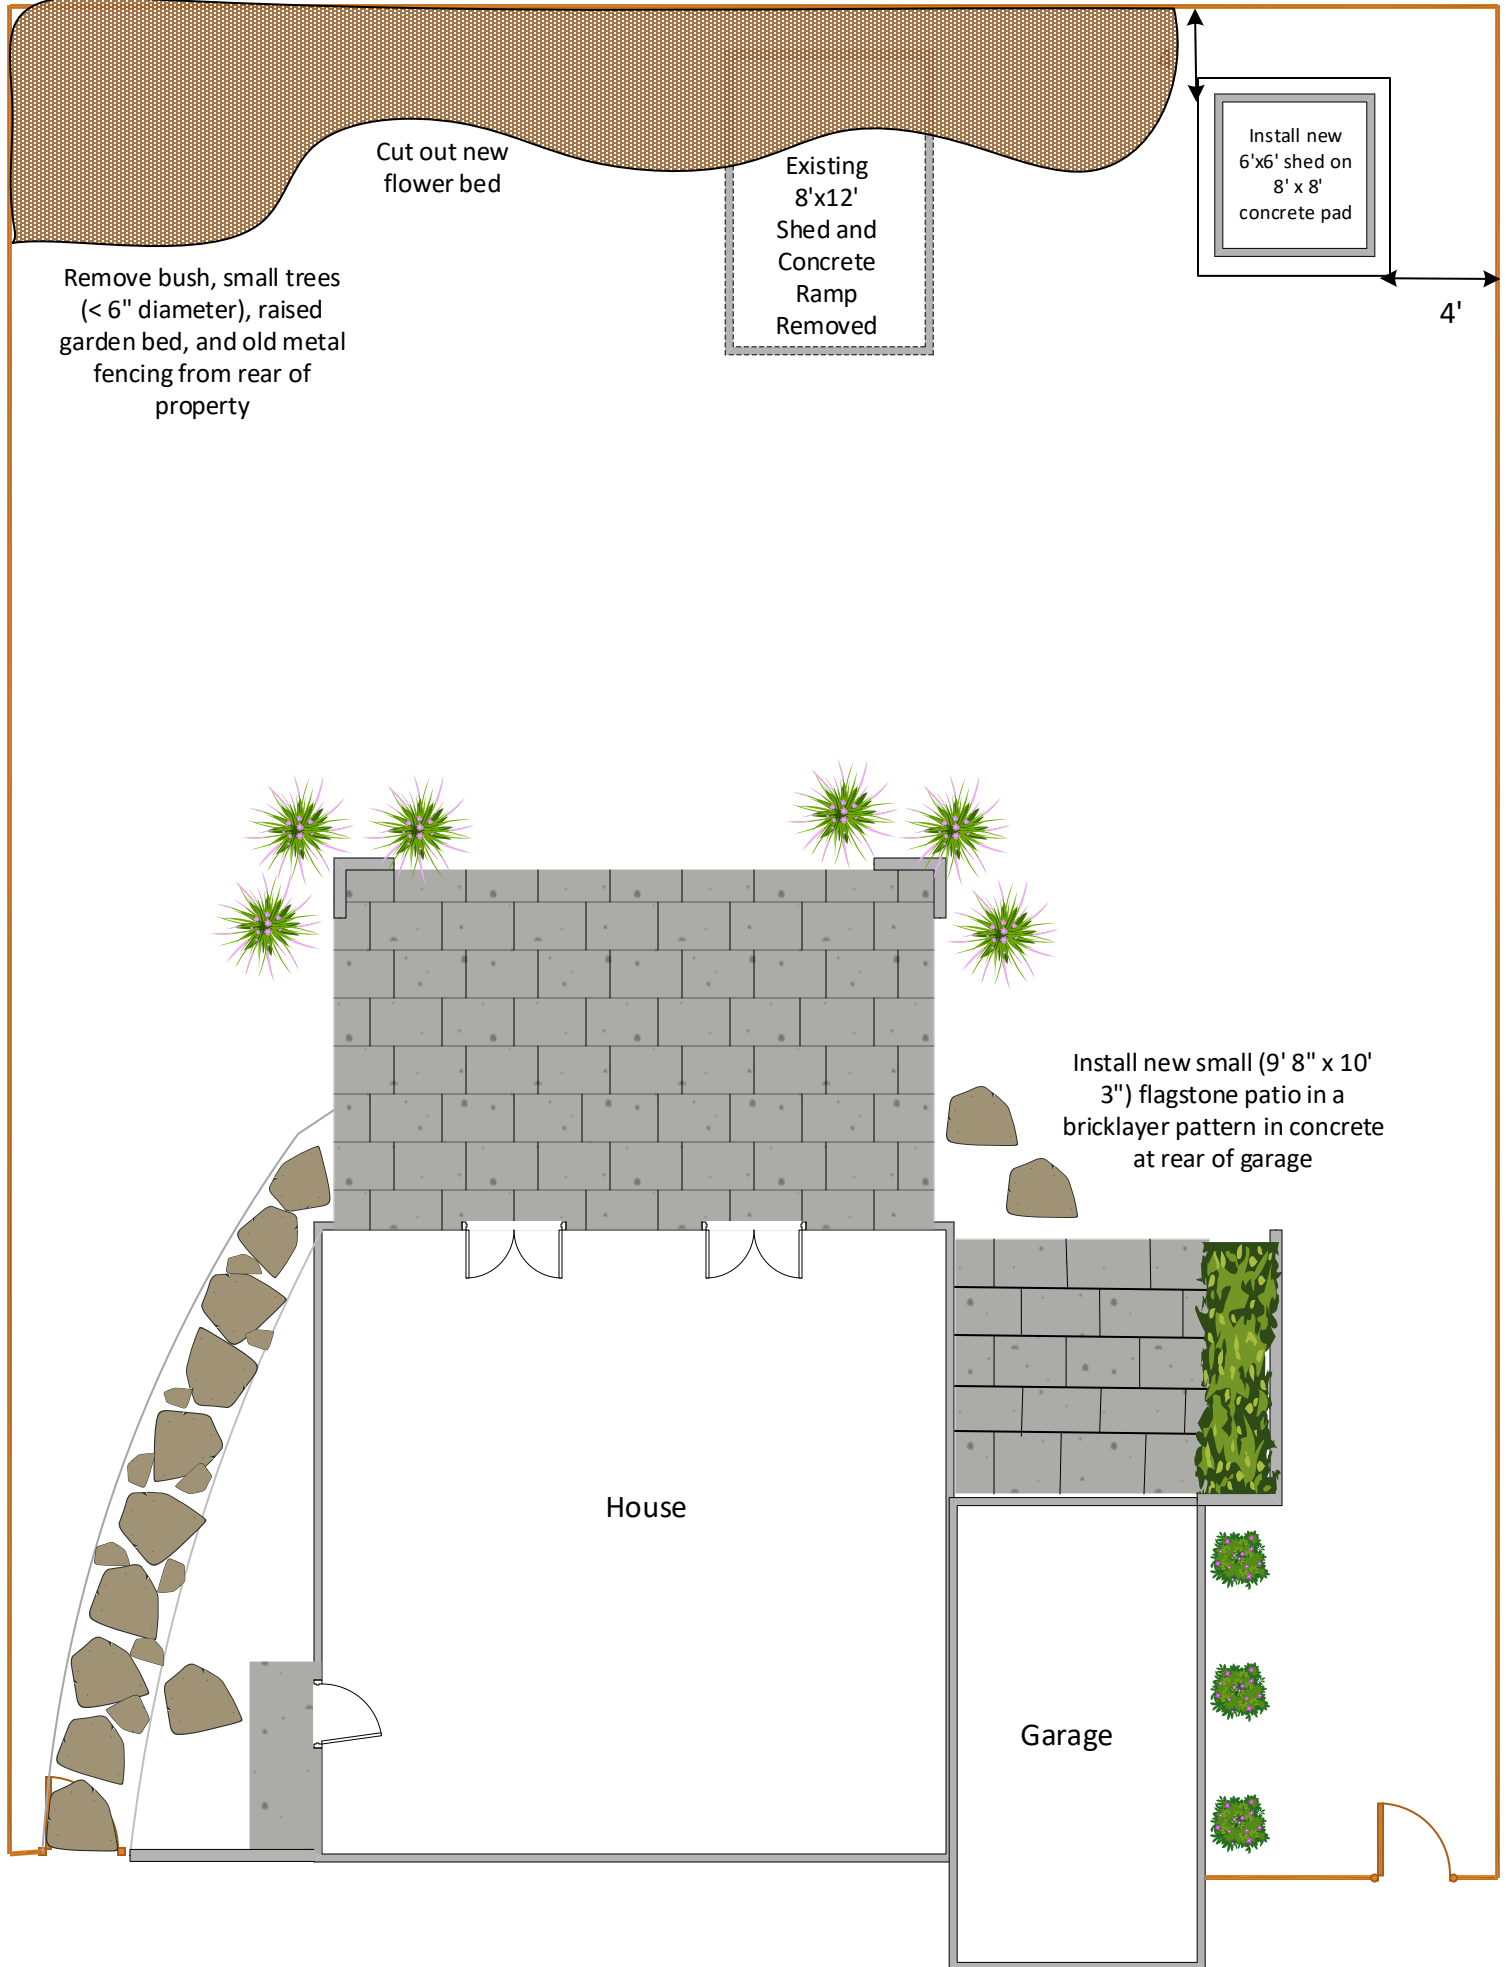 Install new
6'x6' shed on
8' x 8'
concrete pad
Cut out new
flower bed
Existing
8'x12'
Shed and
Concrete
Ramp
Removed
Remove bush, small trees
(< 6" diameter), raised
garden bed, and old metal
fencing from rear of
property
4'
Install new small (9' 8" x 10'
3") flagstone patio in a
bricklayer pattern in concrete
at rear of garage
House
Garage